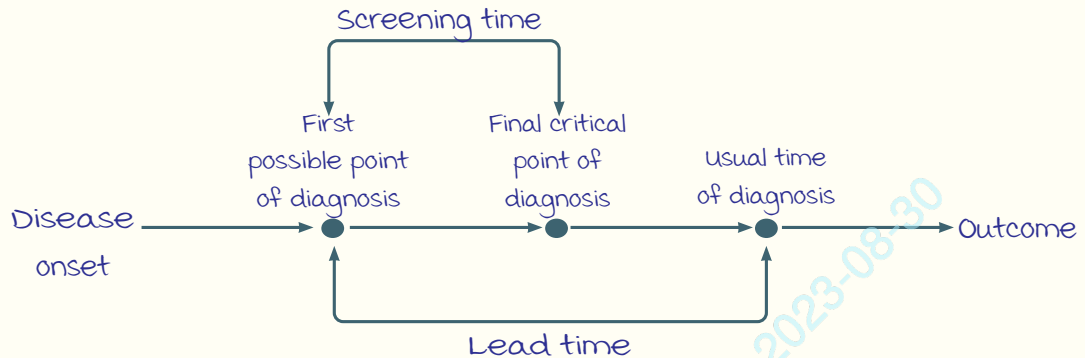 Screening time
First
possible point
of diagnosis
Final critical
point of
diagnosis
Usual time
of diagnosis
Disease
onset
Outcome
Lead time
2023-08-30